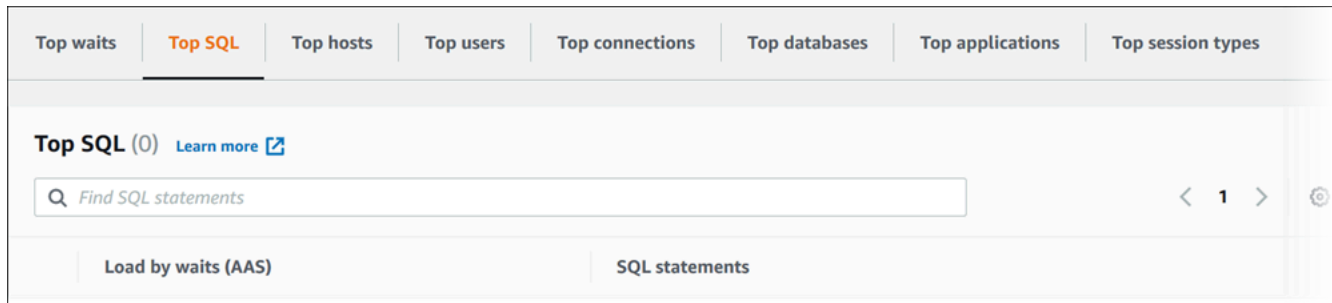 Top waits Top SQL Top hosts Top users Top connections Top databases Top applications Top session types
Top SQL (0) Learn more
Find SQL statements
1
Load by waits (AAS) SQL statements